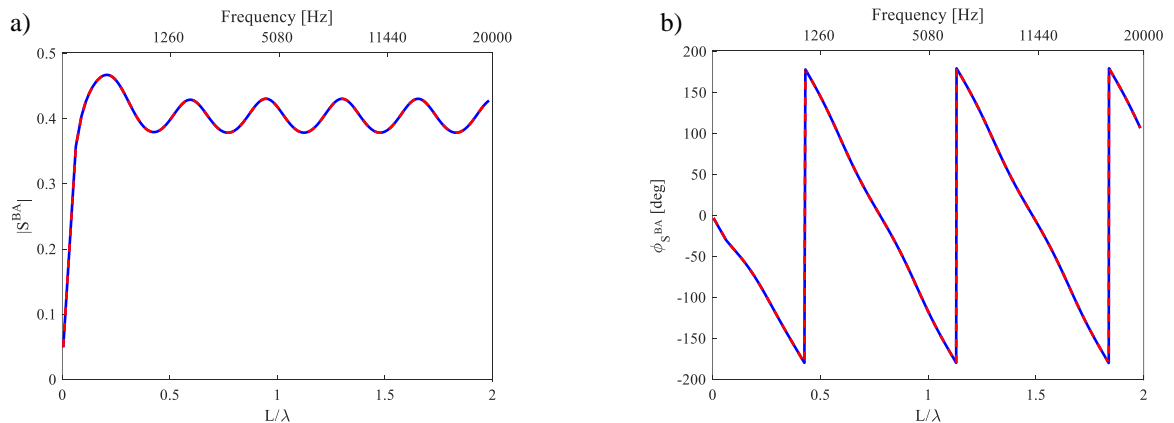 a)
Frequency [Hz]
1260 5080 11440 20000
0.5
0.4
0.3
0.2
0.1
0
|S^BA|
0 0.5 1 1.5 2
L/λ
b)
Frequency [Hz]
1260 5080 11440 20000
200
150
100
50
0
-50
-100
-150
-200
ϕ_S^BA [deg]
0 0.5 1 1.5 2
L/λ